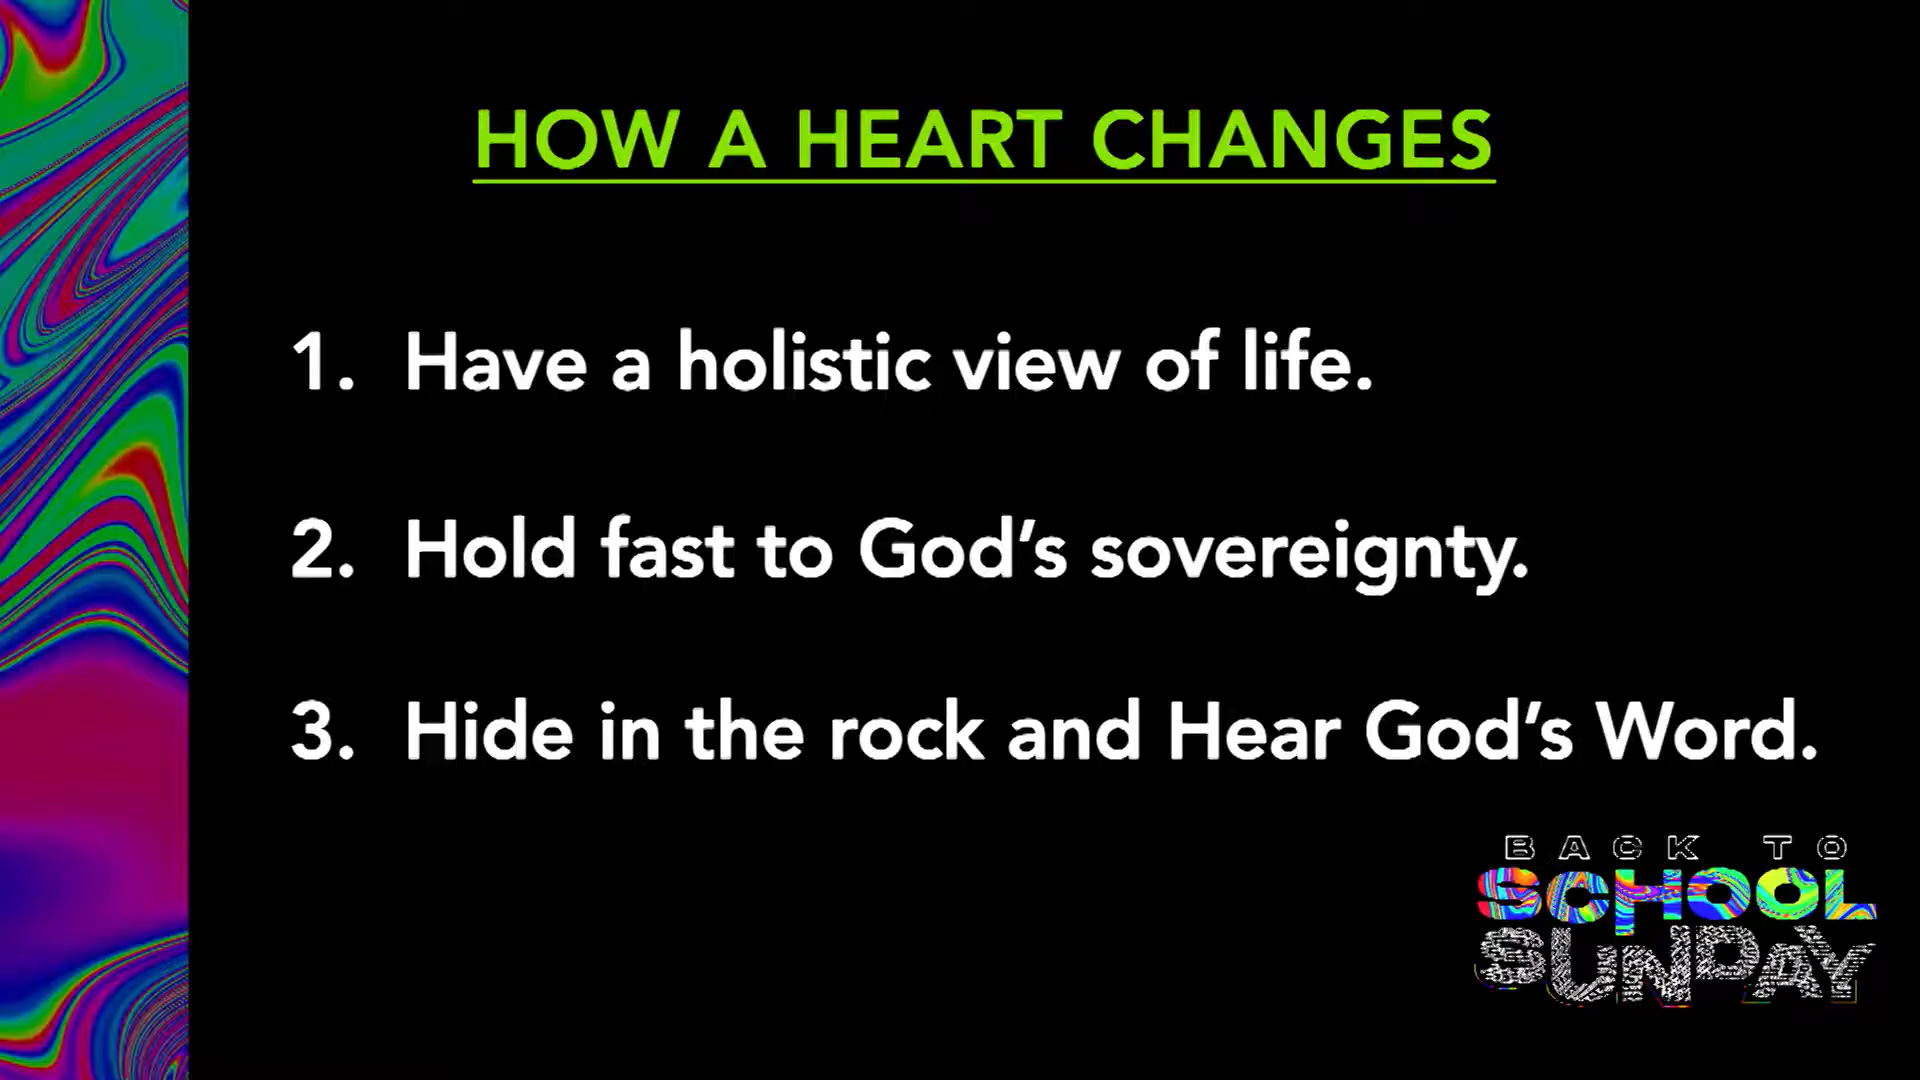 HOW A HEART CHANGES
1. Have a holistic view of life.
2. Hold fast to God’s sovereignty.
3. Hide in the rock and Hear God’s Word.
BACK TO
SCHOOL
SUNDAY